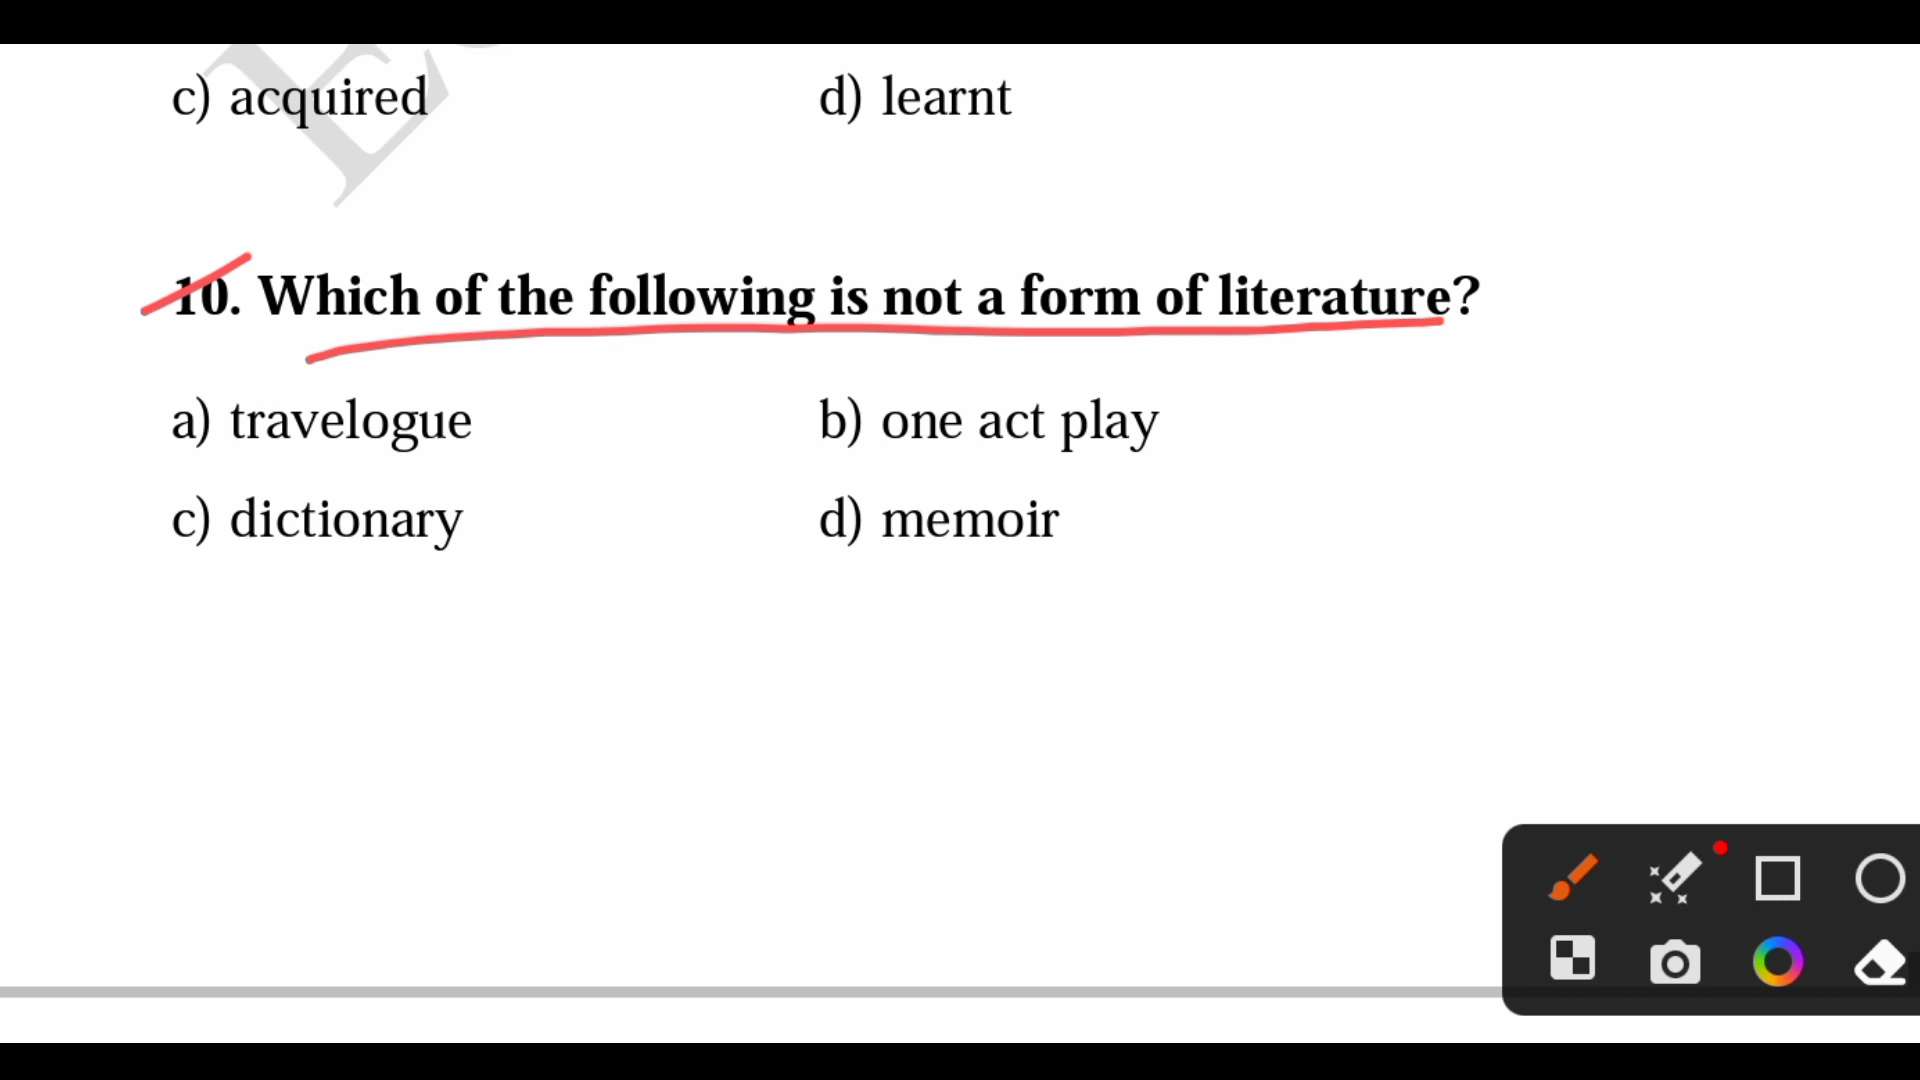 c) acquired d) learnt
10. Which of the following is not a form of literature?
a) travelogue b) one act play
c) dictionary d) memoir